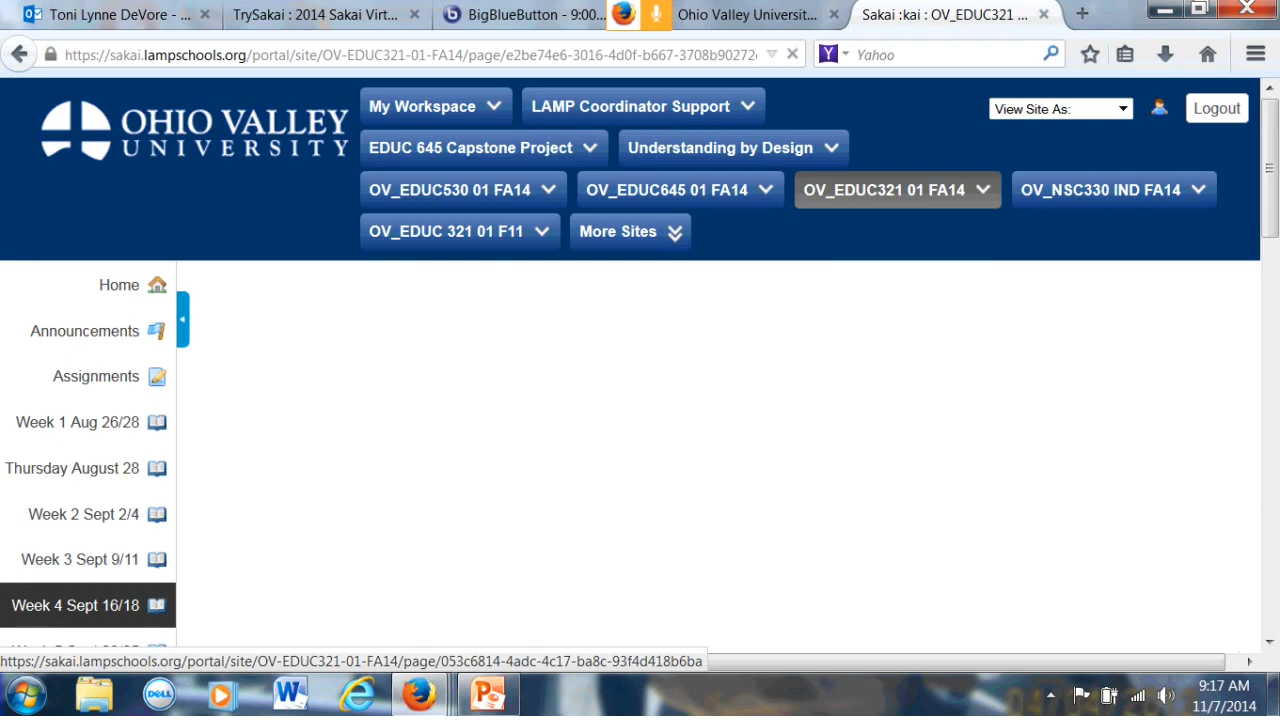 Toni Lynne DeVore - ...
TrySakai : 2014 Sakai Virt...
BigBlueButton - 9:00...
Ohio Valley Universit...
Sakai :kai : OV_EDUC321 ...
https://sakai.lampschools.org/portal/site/OV-EDUC321-01-FA14/page/e2be74e6-3016-4d0f-b667-3708b90272
Yahoo
OHIO VALLEY
UNIVERSITY
My Workspace
LAMP Coordinator Support
View Site As:
Logout
EDUC 645 Capstone Project
Understanding by Design
OV_EDUC530 01 FA14
OV_EDUC645 01 FA14
OV_EDUC321 01 FA14
OV_NSC330 IND FA14
OV_EDUC 321 01 F11
More Sites
Home
Announcements
Assignments
Week 1 Aug 26/28
Thursday August 28
Week 2 Sept 2/4
Week 3 Sept 9/11
Week 4 Sept 16/18
https://sakai.lampschools.org/portal/site/OV-EDUC321-01-FA14/page/053c6814-4adc-4c17-ba8c-93f4d418b6ba
DELL
9:17 AM
11/7/2014